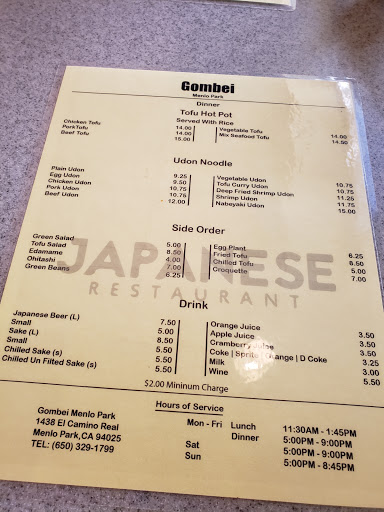 Gombei
Menlo Park
Dinner
Tofu Hot Pot
Served With Rice
Chicken Tofu 14.00
PorkTofu 14.00
Beef Tofu 15.00
Vegetable Tofu 14.00
Mix Seafood Tofu 14.50
Udon Noodle
Plain Udon 9.25
Egg Udon 9.25
Chicken Udon 9.50
Pork Udon 10.75
Beef Udon 12.00
Vegetable Udon 10.75
Tofu Curry Udon 10.75
Deep Fried Shrimp Udon 11.25
Shrimp Udon 11.75
Nabeyaki Udon 15.00
Side Order
Green Salad 5.00
Tofu Salad 8.50
Edamame 4.00
Ohitashi 7.00
Green Beans 6.25
Egg Plant 6.25
Fried Tofu 8.50
Chilled Tofu 5.00
Croquette 7.00
JAPANESE
RESTAURANT
Drink
Japanese Beer (L) 7.50
Small 5.00
Sake (L) 8.50
Small 5.50
Chilled Sake (s) 5.50
Chilled Un Filted Sake (s) 5.50
Orange Juice 3.50
Apple Juice 3.50
Cranberry Juice 3.50
Coke | Sprite | Orange | D Coke 3.00
Milk 3.00
Wine 5.50
$2.00 Mininum Charge
Gombei Menlo Park
1438 El Camino Real
Menlo Park,CA 94025
TEL: (650) 329-1799
Hours of Service
Mon - Fri Lunch 11:30AM - 1:45PM
Dinner 5:00PM - 9:00PM
Sat 5:00PM - 9:00PM
Sun 5:00PM - 8:45PM